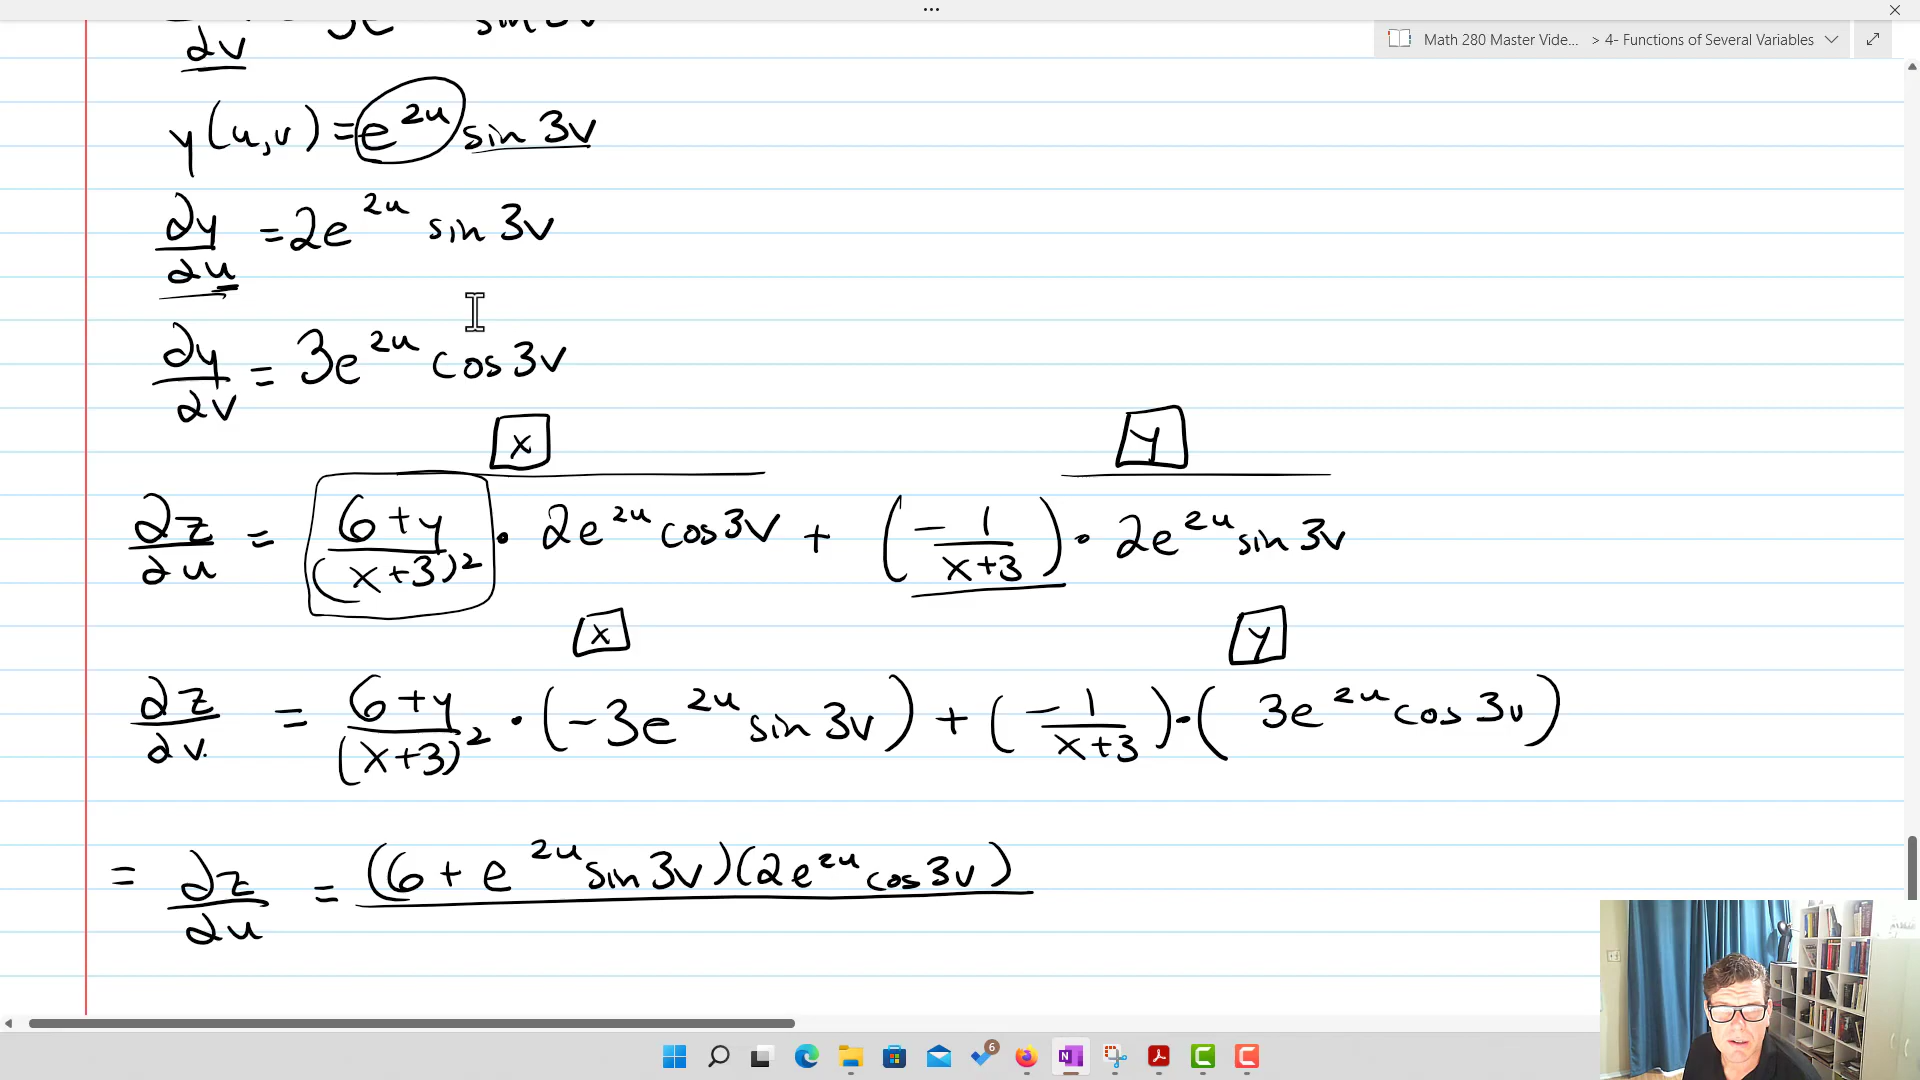 Math 280 Master Vide... > 4- Functions of Several Variables
∂v
y(u,v) = e^{2u} sin 3v
∂y/∂u = 2e^{2u} sin 3v
∂y/∂v = 3e^{2u} cos 3v
x y
∂z/∂u = (6+y)/(x+3)^2 · 2e^{2u} cos 3v + (-1/(x+3)) · 2e^{2u} sin 3v
x y
∂z/∂v = (6+y)/(x+3)^2 · (-3e^{2u} sin 3v) + (-1/(x+3)) · (3e^{2u} cos 3v)
= ∂z/∂u = (6 + e^{2u} sin 3v)(2e^{2u} cos 3v)
6